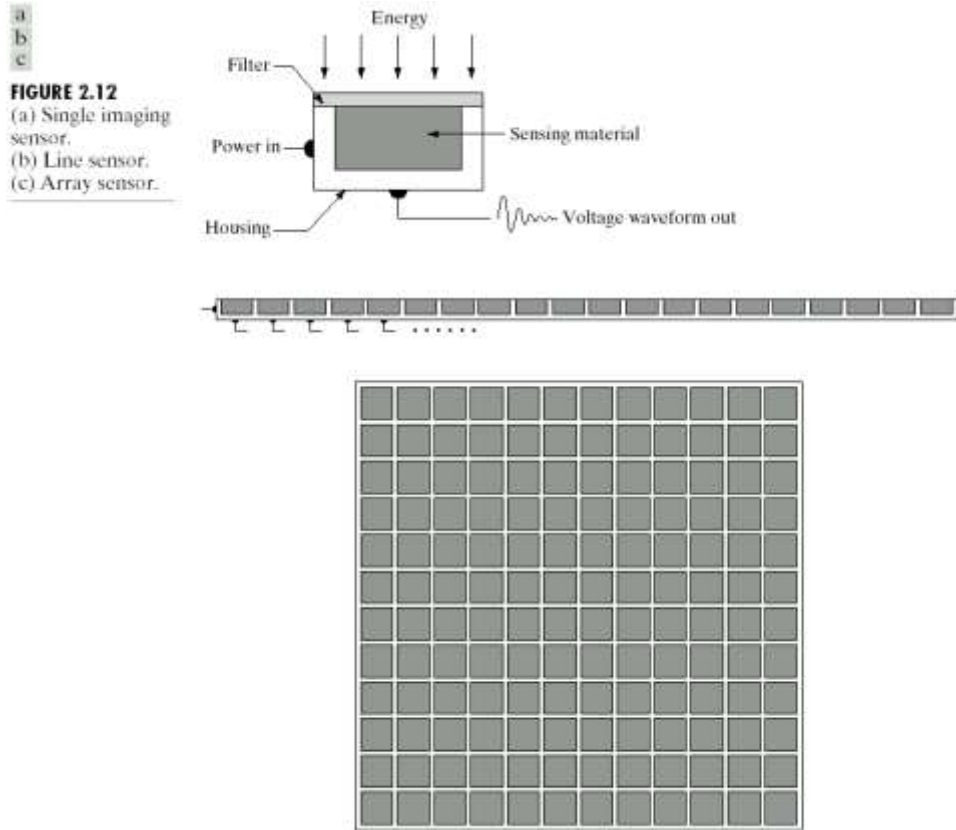 a
b
c
FIGURE 2.12
(a) Single imaging
sensor.
(b) Line sensor.
(c) Array sensor.
Energy
Filter
Sensing material
Power in
Housing
Voltage waveform out